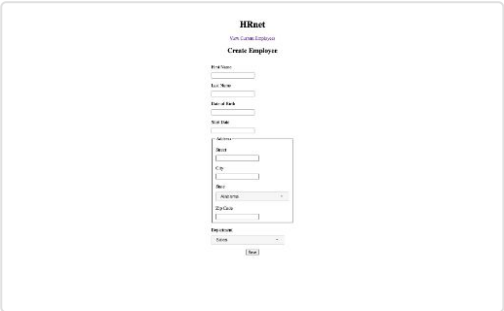 HRnet
View Current Employees
Create Employee
First Name
Last Name
Date of Birth
Start Date
Address
Street
City
State
Alabama
Zip Code
Department
Sales
Save